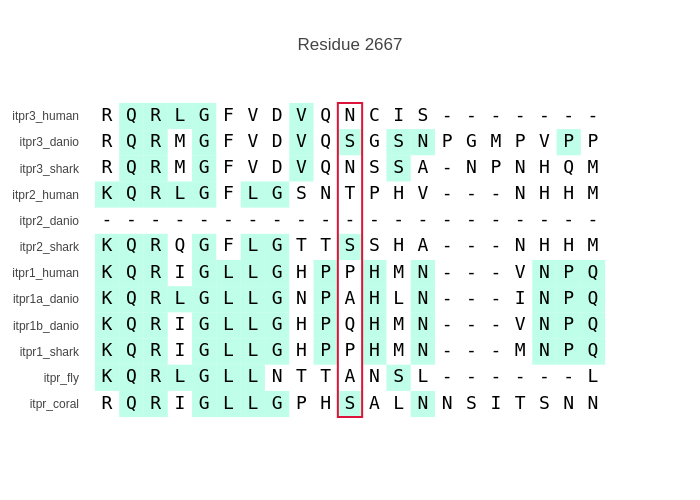 Residue 2667
itpr3_human R Q R L G F V D V Q N C I S - - - - - - -
itpr3_danio R Q R M G F V D V Q S G S N P G M P V P P
itpr3_shark R Q R M G F V D V Q N S S A - N P N H Q M
itpr2_human K Q R L G F L G S N T P H V - - - N H H M
itpr2_danio - - - - - - - - - - - - - - - - - - - - -
itpr2_shark K Q R Q G F L G T T S S H A - - - N H H M
itpr1_human K Q R I G L L G H P P H M N - - - V N P Q
itpr1a_danio K Q R L G L L G N P A H L N - - - I N P Q
itpr1b_danio K Q R I G L L G H P Q H M N - - - V N P Q
itpr1_shark K Q R I G L L G H P P H M N - - - M N P Q
itpr_fly K Q R L G L L N T T A N S L - - - - - - L
itpr_coral R Q R I G L L G P H S A L N N S I T S N N